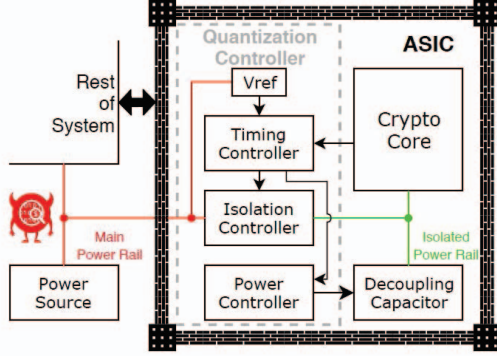 Quantization
Controller
ASIC
Rest
of
System
Vref
Timing
Controller
Crypto
Core
Isolation
Controller
Main
Power Rail
Isolated
Power Rail
Power
Source
Power
Controller
Decoupling
Capacitor